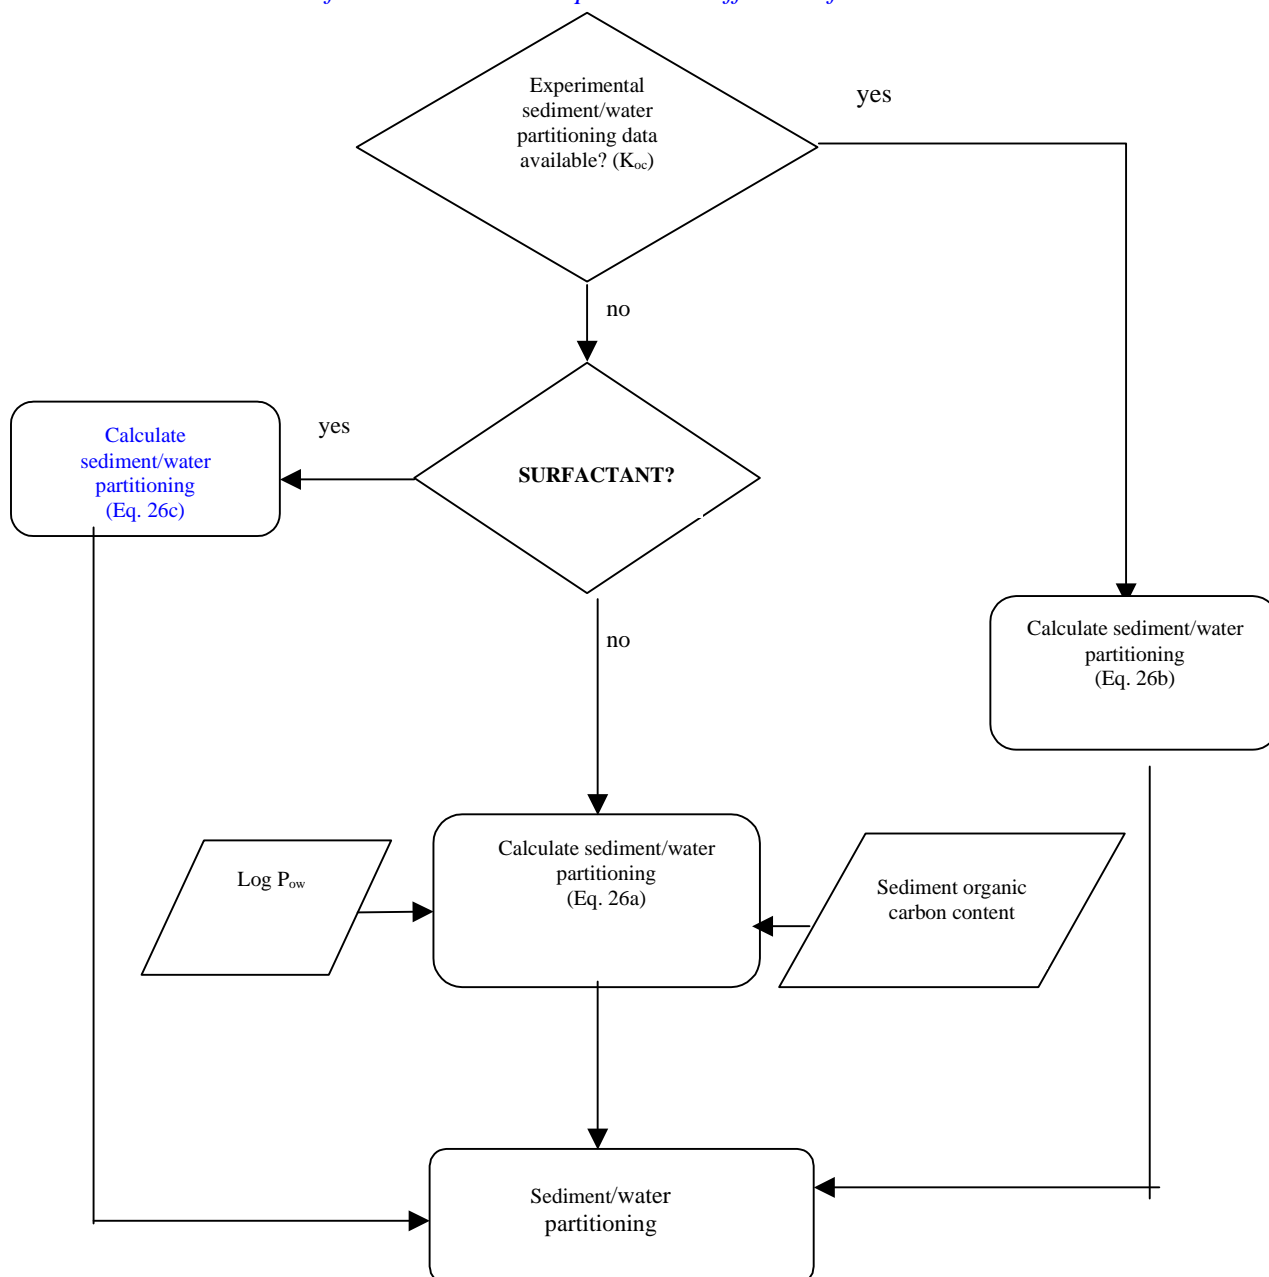 Experimental
sediment/water
partitioning data
available? (Koc)
yes
no
Calculate
sediment/water
partitioning
(Eq. 26c)
yes
SURFACTANT?
Calculate sediment/water
partitioning
(Eq. 26b)
no
Log Pow
Calculate sediment/water
partitioning
(Eq. 26a)
Sediment organic
carbon content
Sediment/water
partitioning